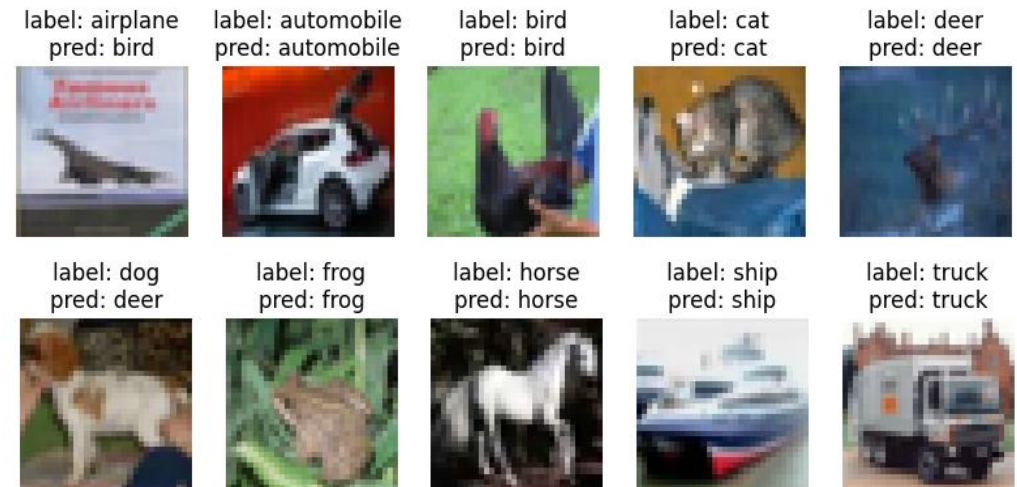 label: airplane
pred: bird
label: automobile
pred: automobile
label: bird
pred: bird
label: cat
pred: cat
label: deer
pred: deer
label: dog
pred: deer
label: frog
pred: frog
label: horse
pred: horse
label: ship
pred: ship
label: truck
pred: truck